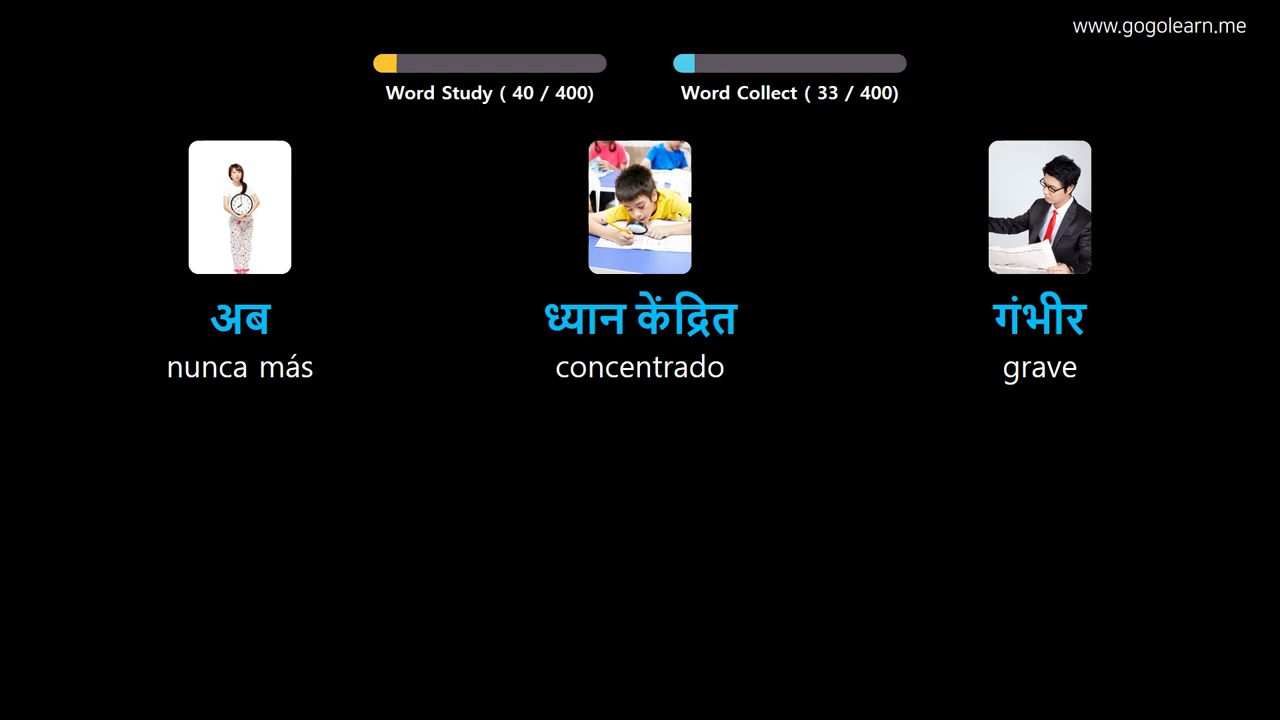 www.gogolearn.me
Word Study ( 40 / 400)
Word Collect ( 33 / 400)
अब
ध्यान केंद्रित
गंभीर
nunca más
concentrado
grave